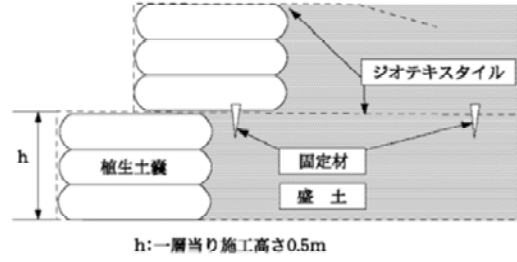 ジオテキスタイル
h
植生土嚢
固定材
盛 土
h:一層当り施工高さ0.5m